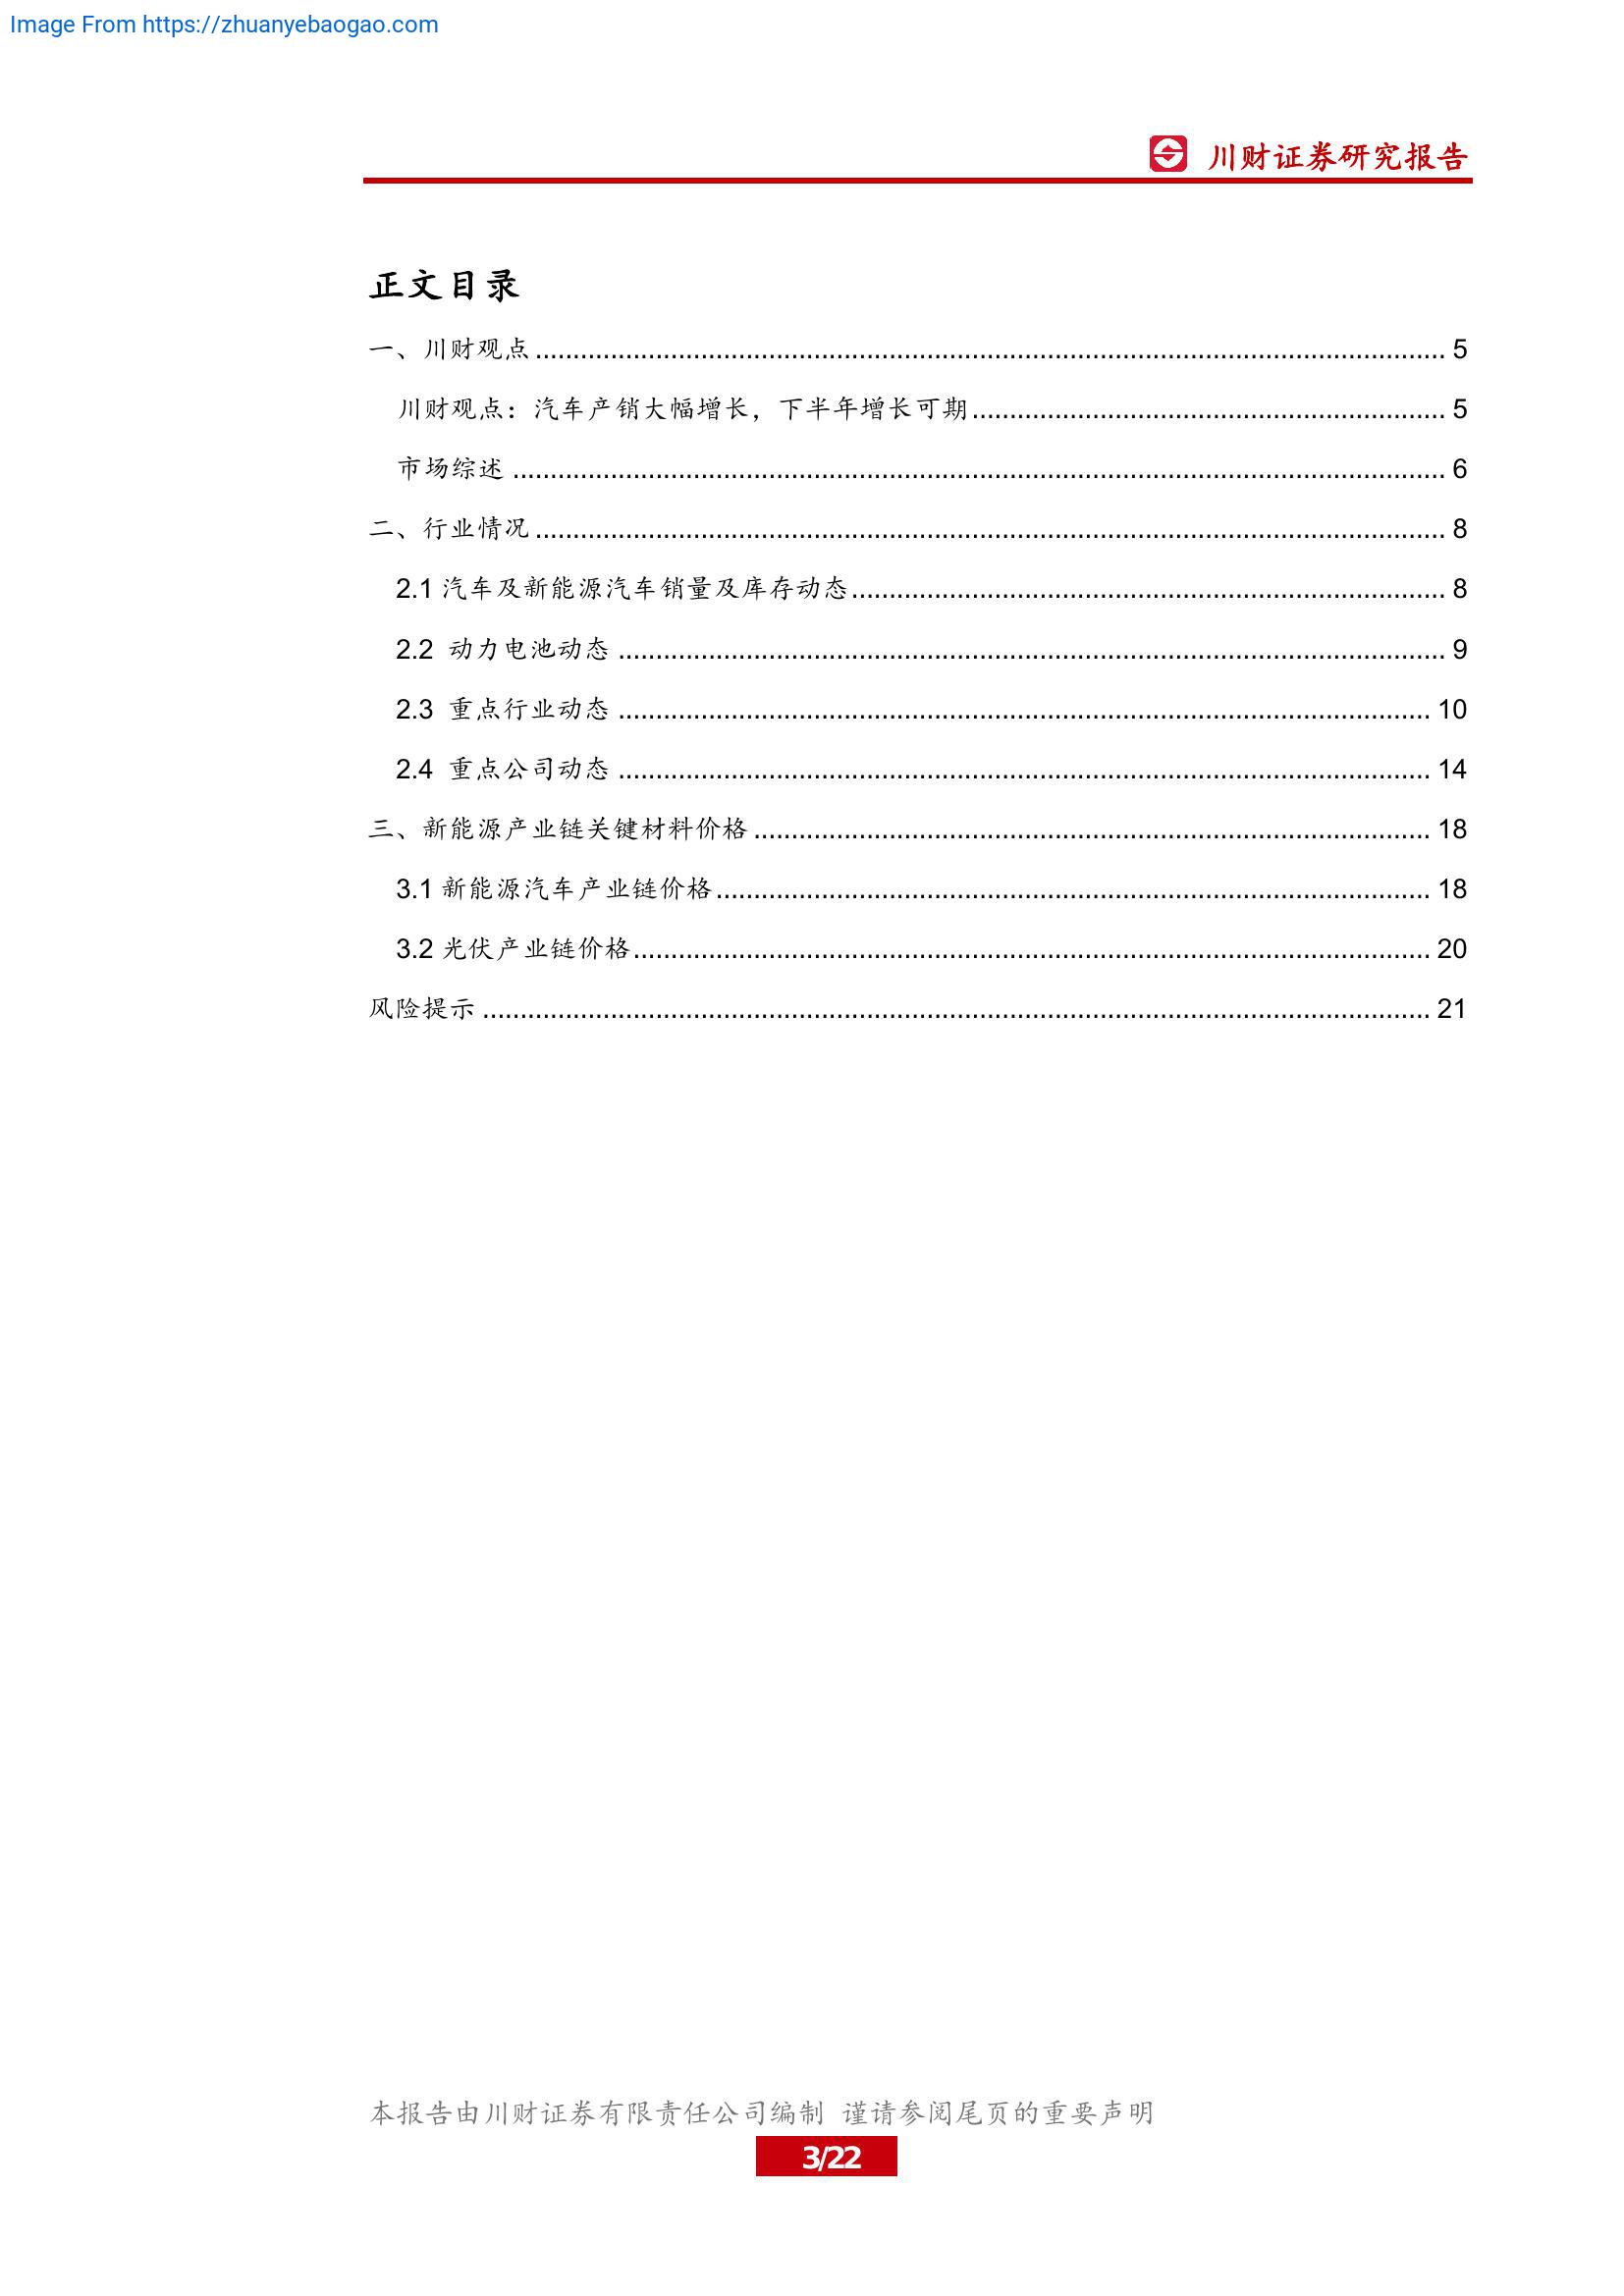 Image From https://zhuanyebaogao.com
川财证券研究报告
正文目录
一、川财观点 ........................................................................ 5
川财观点：汽车产销大幅增长，下半年增长可期 ........................................................................ 5
市场综述 ........................................................................ 6
二、行业情况 ........................................................................ 8
2.1 汽车及新能源汽车销量及库存动态 ........................................................................ 8
2.2 动力电池动态 ........................................................................ 9
2.3 重点行业动态 ........................................................................ 10
2.4 重点公司动态 ........................................................................ 14
三、新能源产业链关键材料价格 ........................................................................ 18
3.1 新能源汽车产业链价格 ........................................................................ 18
3.2 光伏产业链价格 ........................................................................ 20
风险提示 ........................................................................ 21
本报告由川财证券有限责任公司编制 谨请参阅尾页的重要声明
3/22